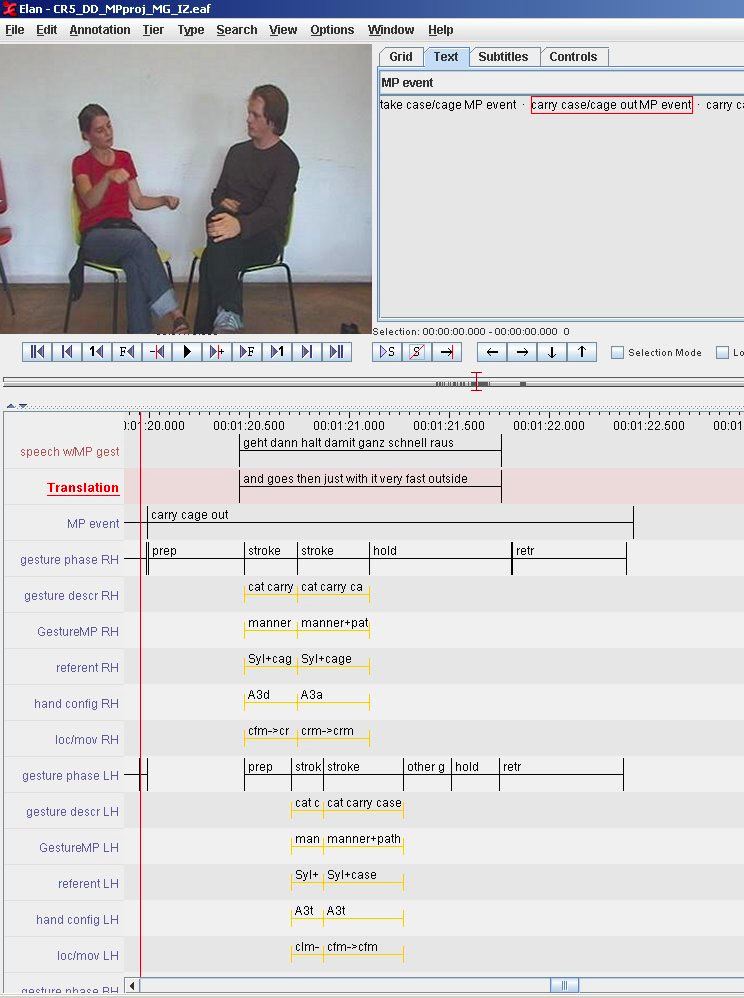 Elan - CR5_DD_MPproj_MG_IZ.eaf
File Edit Annotation Tier Type Search View Options Window Help
Grid Text Subtitles Controls
MP event
take case/cage MP event · carry case/cage out MP event · carry ca
Selection: 00:00:00.000 - 00:00:00.000 0
1 F F 1 S S Selection Mode Lo
:01:20.000 00:01:20.500 00:01:21.000 00:01:21.500 00:01:22.000 00:01:22.500 00:0
speech w/MP gest geht dann halt damit ganz schnell raus
Translation and goes then just with it very fast outside
MP event carry cage out
gesture phase RH prep stroke stroke hold retr
gesture descr RH cat carry cat carry ca
GestureMP RH manner manner+pat
referent RH Syl+cag Syl+cage
hand config RH A3d A3a
loc/mov RH cfm->cr crm->crm
gesture phase LH prep strok stroke other g hold retr
gesture descr LH cat c cat carry case
GestureMP LH man manner+path
referent LH Syl+ Syl+case
hand config LH A3t A3t
loc/mov LH clm- cfm->cfm
gesture phase RH